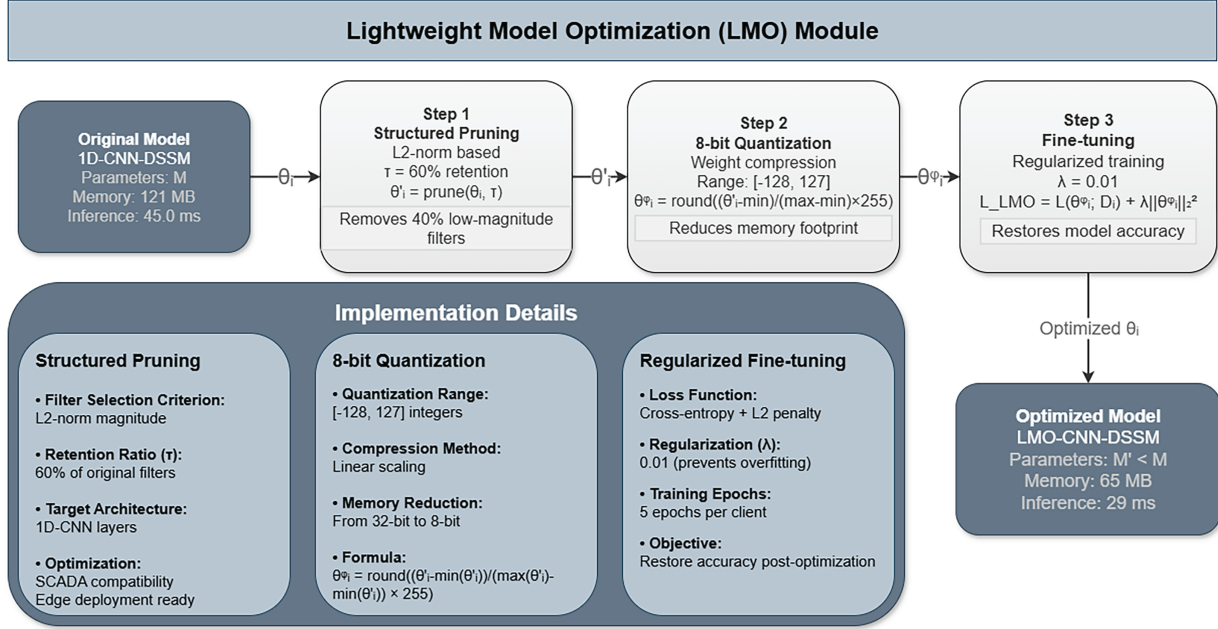 Lightweight Model Optimization (LMO) Module
Original Model
1D-CNN-DSSM
Parameters: M
Memory: 121 MB
Inference: 45.0 ms
θᵢ
Step 1
Structured Pruning
L2-norm based
τ = 60% retention
θ'ᵢ = prune(θᵢ, τ)
Removes 40% low-magnitude
filters
θ'ᵢ
Step 2
8-bit Quantization
Weight compression
Range: [-128, 127]
θᵠᵢ = round((θ'ᵢ-min)/(max-min)×255)
Reduces memory footprint
θᵠᵢ
Step 3
Fine-tuning
Regularized training
λ = 0.01
L_LMO = L(θᵠᵢ; Dᵢ) + λ||θᵠᵢ||₂²
Restores model accuracy
Optimized θᵢ
Optimized Model
LMO-CNN-DSSM
Parameters: M' < M
Memory: 65 MB
Inference: 29 ms
Implementation Details
Structured Pruning
• Filter Selection Criterion:
L2-norm magnitude
• Retention Ratio (τ):
60% of original filters
• Target Architecture:
1D-CNN layers
• Optimization:
SCADA compatibility
Edge deployment ready
8-bit Quantization
• Quantization Range:
[-128, 127] integers
• Compression Method:
Linear scaling
• Memory Reduction:
From 32-bit to 8-bit
• Formula:
θᵠᵢ = round((θ'ᵢ-min(θ'ᵢ))/(max(θ'ᵢ)-
min(θ'ᵢ)) × 255)
Regularized Fine-tuning
• Loss Function:
Cross-entropy + L2 penalty
• Regularization (λ):
0.01 (prevents overfitting)
• Training Epochs:
5 epochs per client
• Objective:
Restore accuracy post-optimization